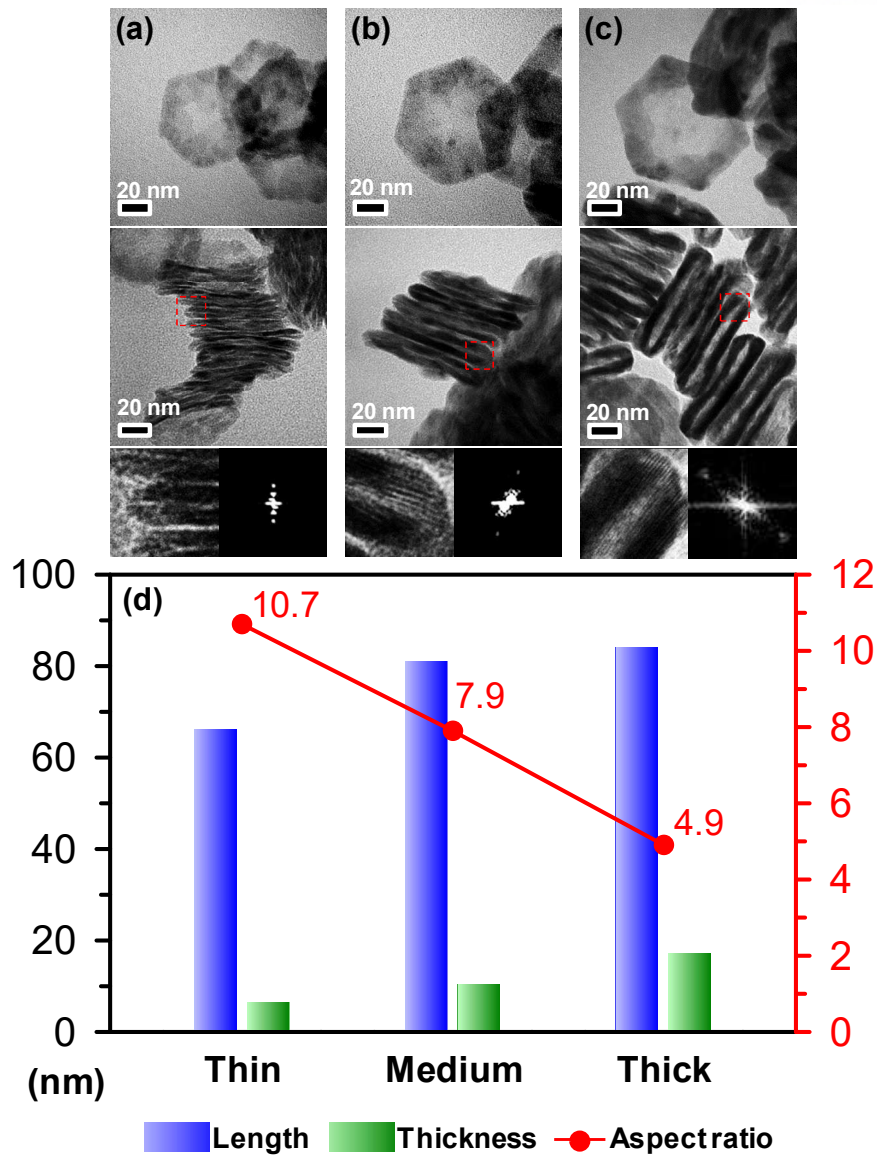 (a)
(b)
(c)
20 nm
20 nm
20 nm
20 nm
20 nm
20 nm
100
80
60
40
20
0
(nm)
(d)
10.7
7.9
4.9
12
10
8
6
4
2
0
Thin
Medium
Thick
Length
Thickness
Aspect ratio